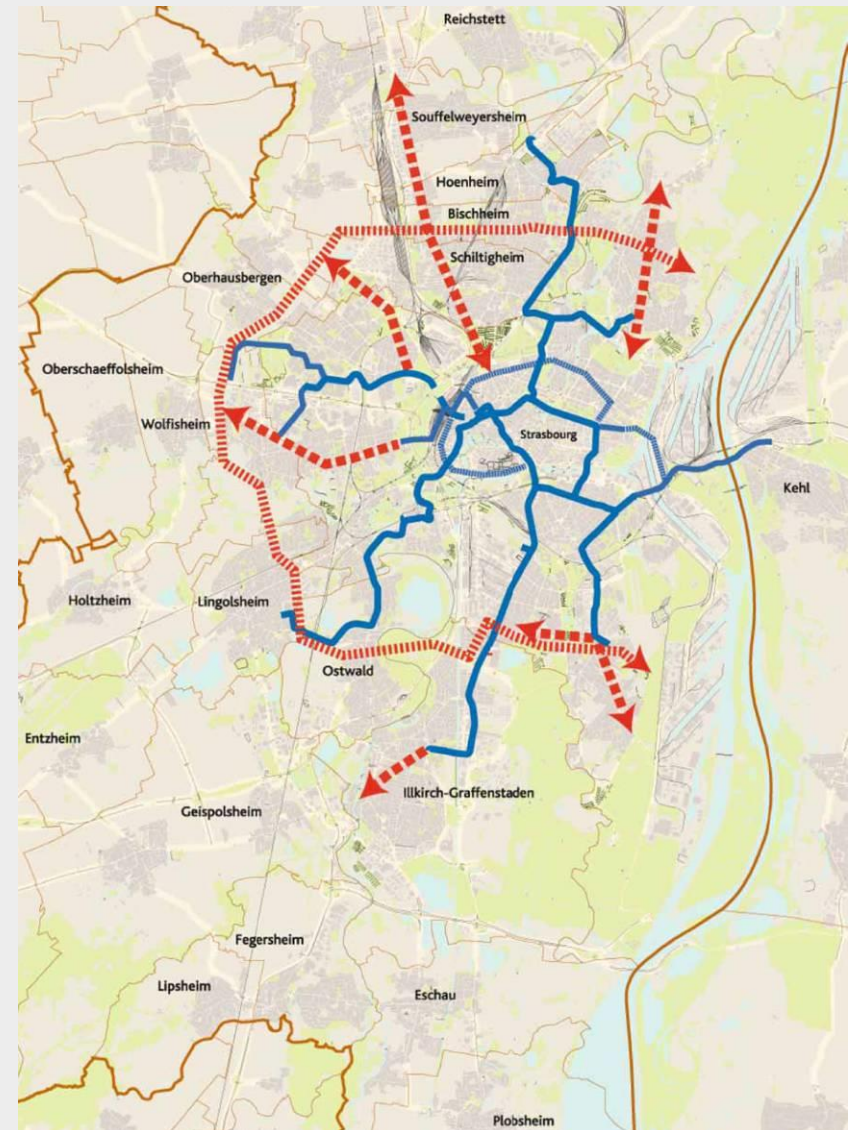 Reichstett
Souffelweyersheim
Hoenheim
Bischheim
Schiltigheim
Oberhausbergen
Oberschaeffolsheim
Wolfisheim
Strasbourg
Kehl
Holtzheim
Lingolsheim
Ostwald
Entzheim
Illkirch-Graffenstaden
Geispolsheim
Fegersheim
Lipsheim
Eschau
Plobsheim